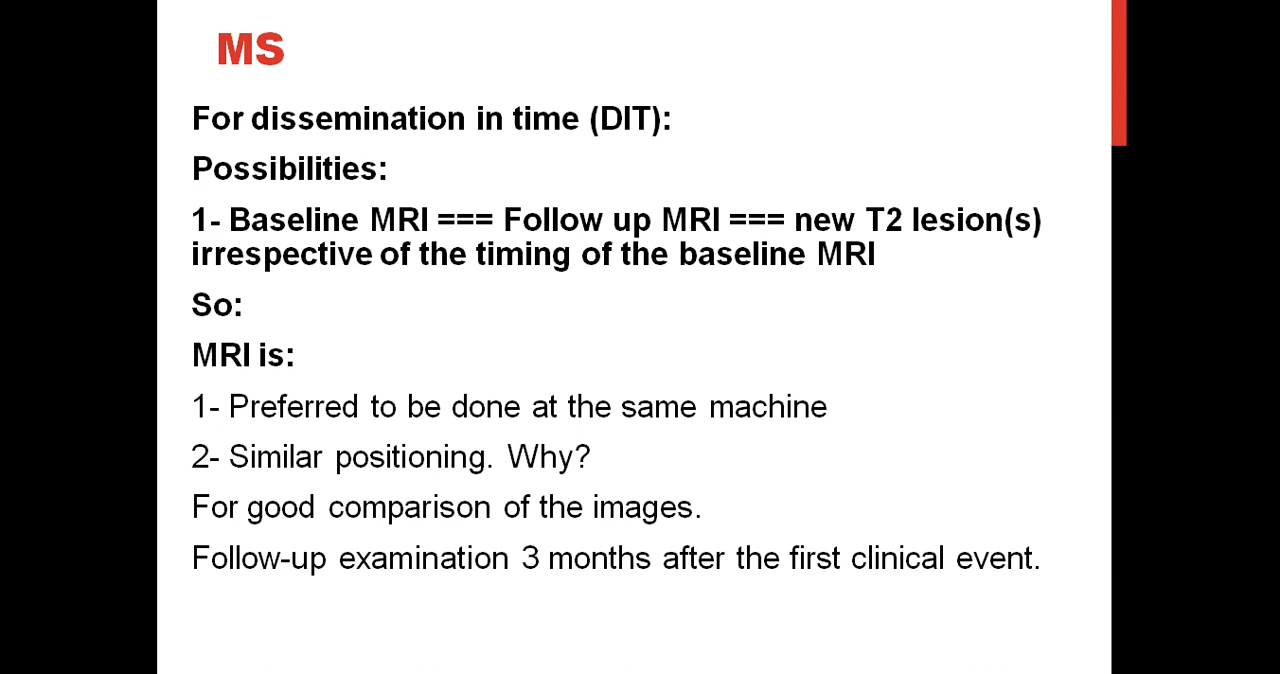 MS
For dissemination in time (DIT):
Possibilities:
1- Baseline MRI === Follow up MRI === new T2 lesion(s)
irrespective of the timing of the baseline MRI
So:
MRI is:
1- Preferred to be done at the same machine
2- Similar positioning. Why?
For good comparison of the images.
Follow-up examination 3 months after the first clinical event.